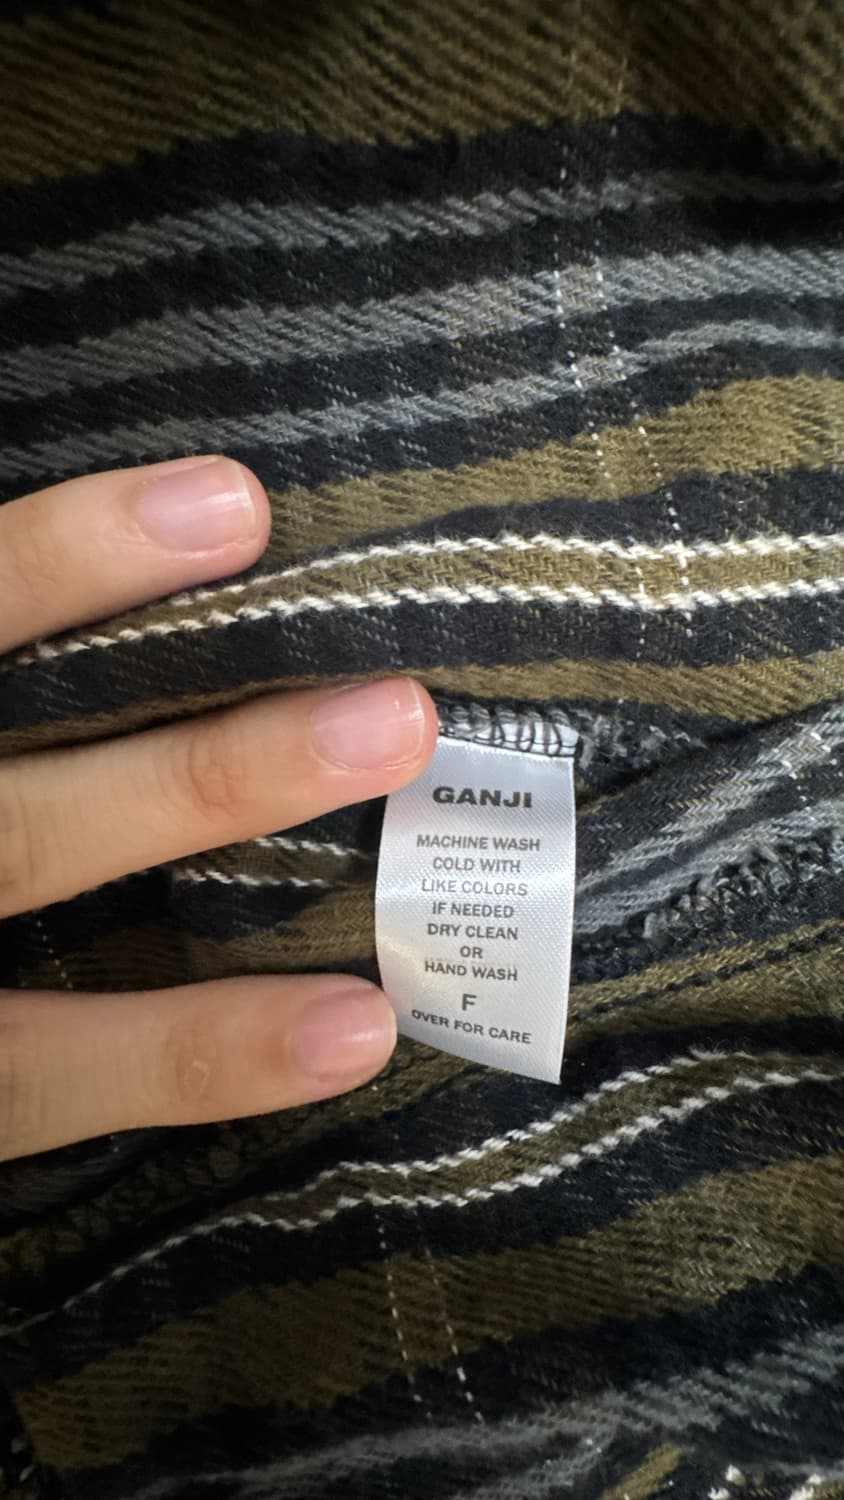 GANJI
MACHINE WASH
COLD WITH
LIKE COLORS
IF NEEDED
DRY CLEAN
OR
HAND WASH
F
OVER FOR CARE